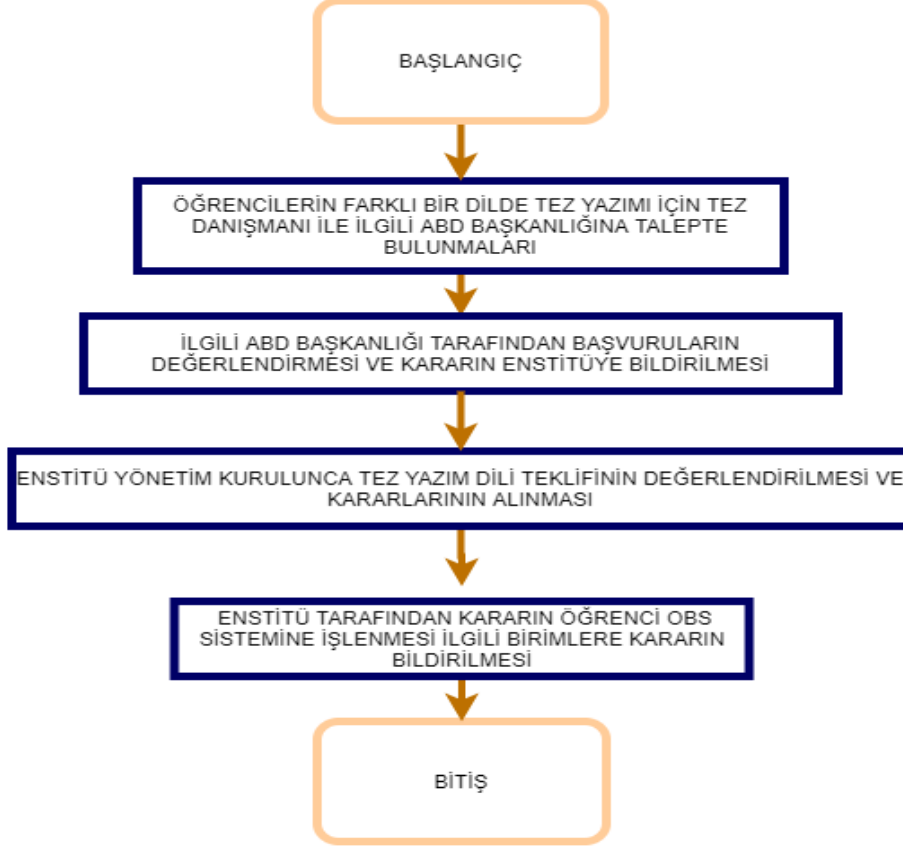 BAŞLANGIÇ
ÖĞRENCİLERİN FARKLI BİR DİLDE TEZ YAZIMI İÇİN TEZ
DANIŞMANI İLE İLGİLİ ABD BAŞKANLIĞINA TALEPTE
BULUNMALARI
İLGİLİ ABD BAŞKANLIĞI TARAFINDAN BAŞVURULARIN
DEĞERLENDİRMESİ VE KARARIN ENSTİTÜYE BİLDİRİLMESİ
ENSTİTÜ YÖNETİM KURULUNCA TEZ YAZIM DİLİ TEKLİFİNİN DEĞERLENDİRİLMESİ VE
KARARLARININ ALINMASI
ENSTİTÜ TARAFINDAN KARARIN ÖĞRENCİ OBS
SİSTEMİNE İŞLENMESİ İLGİLİ BİRİMLERE KARARIN
BİLDİRİLMESİ
BİTİŞ